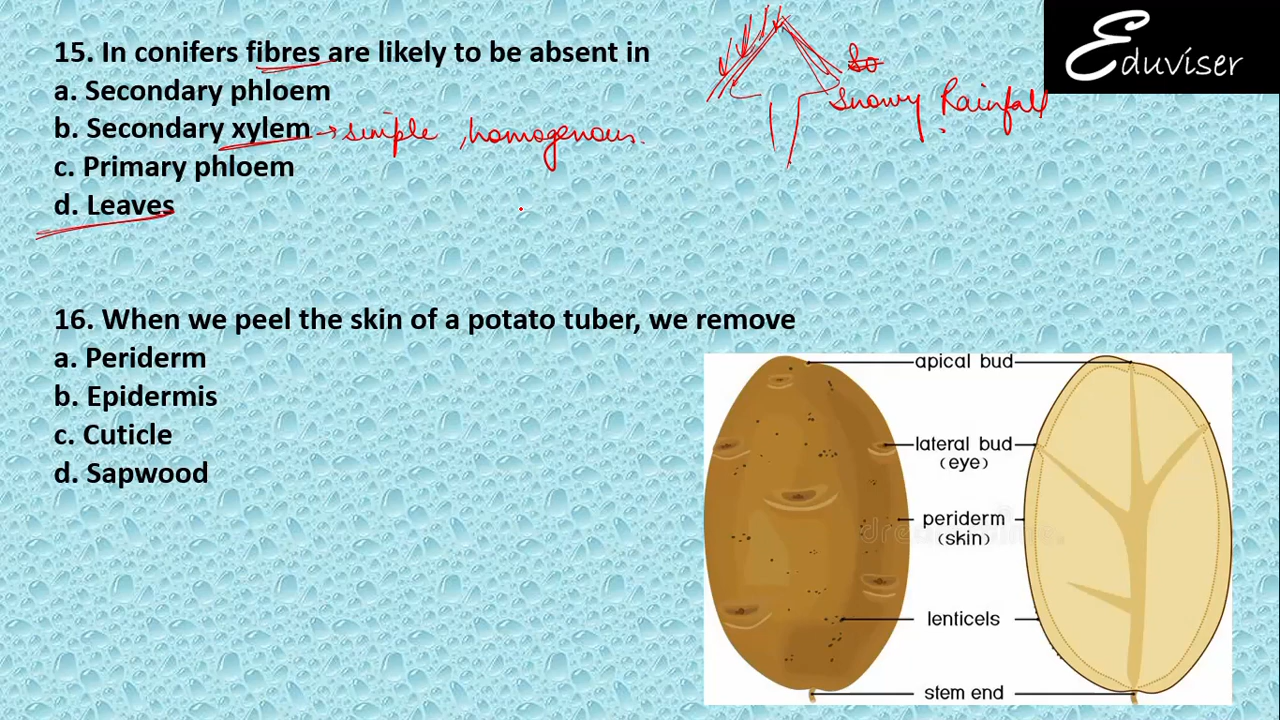 15. In conifers fibres are likely to be absent in
a. Secondary phloem
b. Secondary xylem → simple, homogenous.
c. Primary phloem
d. Leaves
Snowy Rainfall
Eduviser
16. When we peel the skin of a potato tuber, we remove
a. Periderm
b. Epidermis
c. Cuticle
d. Sapwood
apical bud
lateral bud
(eye)
periderm
(skin)
lenticels
stem end